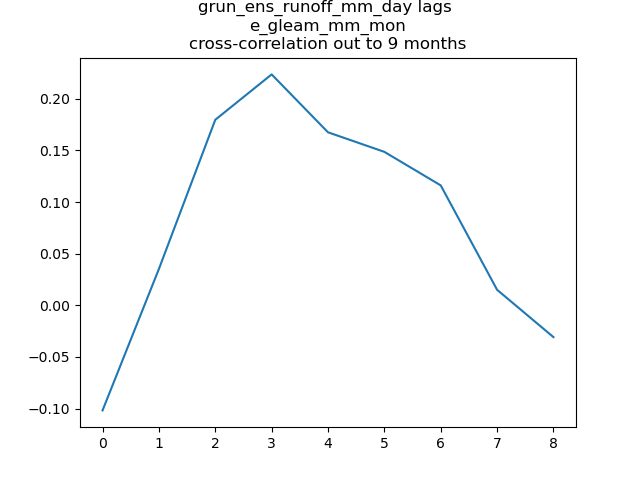 grun_ens_runoff_mm_day lags
e_gleam_mm_mon
cross-correlation out to 9 months
0.20
0.15
0.10
0.05
0.00
−0.05
−0.10
0 1 2 3 4 5 6 7 8